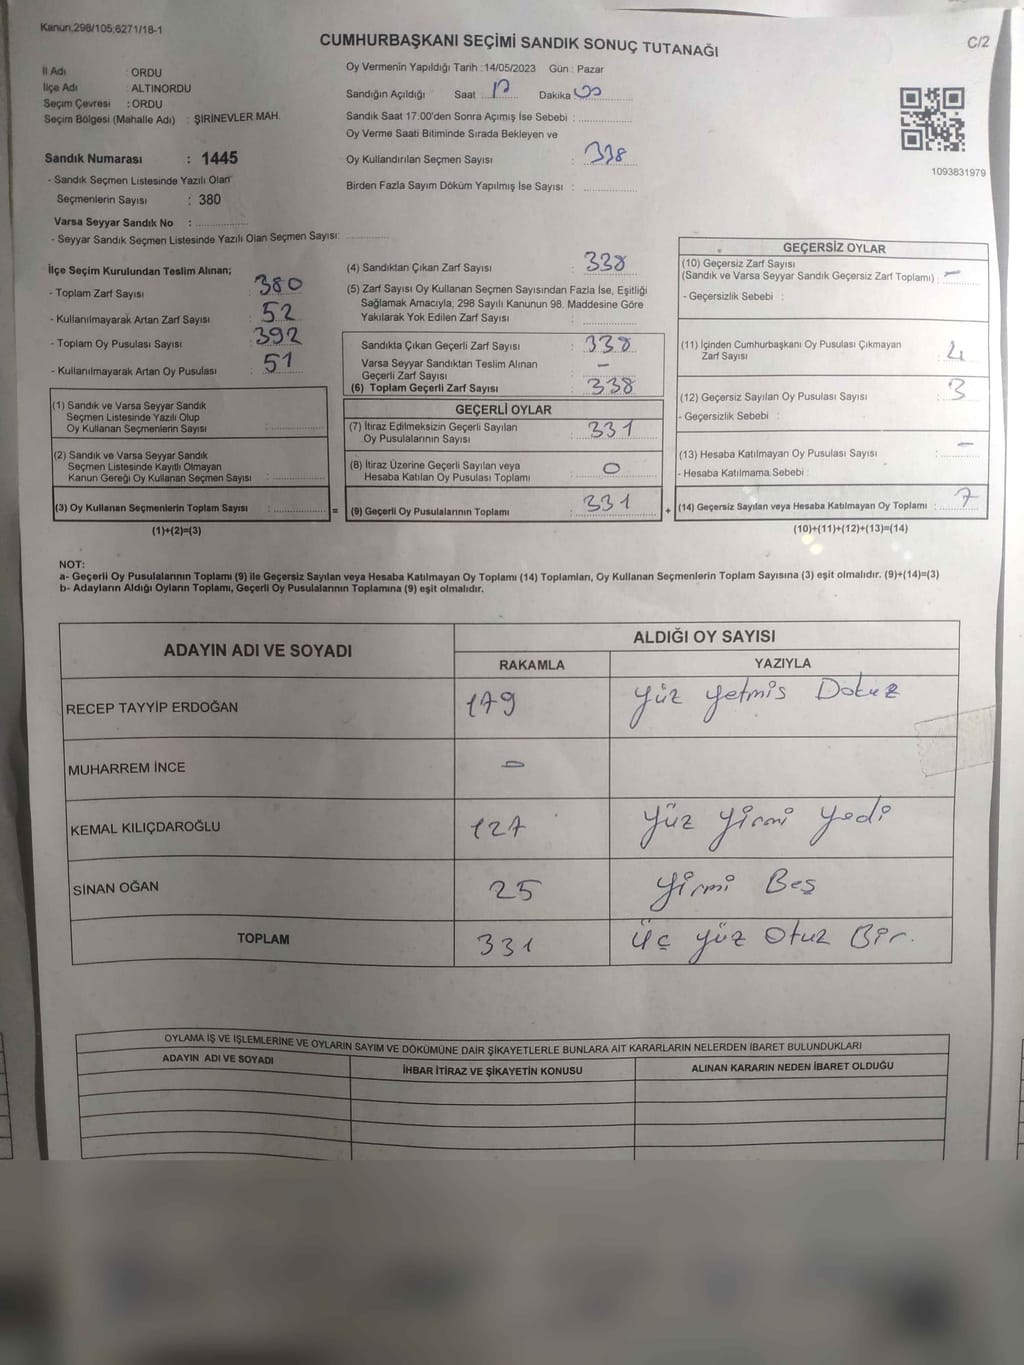 Kanun:298/105;6271/18-1
CUMHURBAŞKANI SEÇİMİ SANDIK SONUÇ TUTANAĞI
C/2
İl Adı : ORDU
İlçe Adı : ALTINORDU
Seçim Çevresi : ORDU
Seçim Bölgesi (Mahalle Adı) : ŞİRİNEVLER MAH.
Sandık Numarası : 1445
- Sandık Seçmen Listesinde Yazılı Olan
Seçmenlerin Sayısı : 380
Varsa Seyyar Sandık No :
- Seyyar Sandık Seçmen Listesinde Yazılı Olan Seçmen Sayısı:
Oy Vermenin Yapıldığı Tarih : 14/05/2023 Gün : Pazar
Sandığın Açıldığı Saat : 17 Dakika : 00
Sandık Saat 17:00'den Sonra Açımış İse Sebebi :
Oy Verme Saati Bitiminde Sırada Bekleyen ve
Oy Kullandırılan Seçmen Sayısı : 338
Birden Fazla Sayım Döküm Yapılmış İse Sayısı :
1093831979
İlçe Seçim Kurulundan Teslim Alınan;
- Toplam Zarf Sayısı : 380
- Kullanılmayarak Artan Zarf Sayısı : 52
- Toplam Oy Pusulası Sayısı : 392
- Kullanılmayarak Artan Oy Pusulası : 51
(1) Sandık ve Varsa Seyyar Sandık
Seçmen Listesinde Yazılı Olup
Oy Kullanan Seçmenlerin Sayısı :
(2) Sandık ve Varsa Seyyar Sandık
Seçmen Listesinde Kayıtlı Olmayan
Kanun Gereği Oy Kullanan Seçmen Sayısı :
(3) Oy Kullanan Seçmenlerin Toplam Sayısı : =
(1)+(2)=(3)
(4) Sandıktan Çıkan Zarf Sayısı : 338
(5) Zarf Sayısı Oy Kullanan Seçmen Sayısından Fazla İse, Eşitliği
Sağlamak Amacıyla, 298 Sayılı Kanunun 98. Maddesine Göre
Yakılarak Yok Edilen Zarf Sayısı :
Sandıkta Çıkan Geçerli Zarf Sayısı : 338
Varsa Seyyar Sandıktan Teslim Alınan
Geçerli Zarf Sayısı : -
(6) Toplam Geçerli Zarf Sayısı : 338
GEÇERLİ OYLAR
(7) İtiraz Edilmeksizin Geçerli Sayılan
Oy Pusulalarının Sayısı : 331
(8) İtiraz Üzerine Geçerli Sayılan veya
Hesaba Katılan Oy Pusulası Toplamı : 0
(9) Geçerli Oy Pusulalarının Toplamı : 331 +
GEÇERSİZ OYLAR
(10) Geçersiz Zarf Sayısı
(Sandık ve Varsa Seyyar Sandık Geçersiz Zarf Toplamı) : -
- Geçersizlik Sebebi :
(11) İçinden Cumhurbaşkanı Oy Pusulası Çıkmayan
Zarf Sayısı : 4
(12) Geçersiz Sayılan Oy Pusulası Sayısı : 3
- Geçersizlik Sebebi :
(13) Hesaba Katılmayan Oy Pusulası Sayısı : -
- Hesaba Katılmama Sebebi :
(14) Geçersiz Sayılan veya Hesaba Katılmayan Oy Toplamı : 7
(10)+(11)+(12)+(13)=(14)
NOT:
a- Geçerli Oy Pusulalarının Toplamı (9) ile Geçersiz Sayılan veya Hesaba Katılmayan Oy Toplamı (14) Toplamları, Oy Kullanan Seçmenlerin Toplam Sayısına (3) eşit olmalıdır. (9)+(14)=(3)
b- Adayların Aldığı Oyların Toplamı, Geçerli Oy Pusulalarının Toplamına (9) eşit olmalıdır.
ADAYIN ADI VE SOYADI
ALDIĞI OY SAYISI
RAKAMLA YAZIYLA
RECEP TAYYİP ERDOĞAN 179 Yüz Yetmis Dokuz
MUHARREM İNCE -
KEMAL KILIÇDAROĞLU 127 Yüz Yirmi Yedi
SİNAN OĞAN 25 Yirmi Beş
TOPLAM 331 Üç Yüz Otuz Bir.
OYLAMA İŞ VE İŞLEMLERİNE VE OYLARIN SAYIM VE DÖKÜMÜNE DAİR ŞİKAYETLERLE BUNLARA AİT KARARLARIN NELERDEN İBARET BULUNDUKLARI
ADAYIN ADI VE SOYADI İHBAR İTİRAZ VE ŞİKAYETİN KONUSU ALINAN KARARIN NEDEN İBARET OLDUĞU